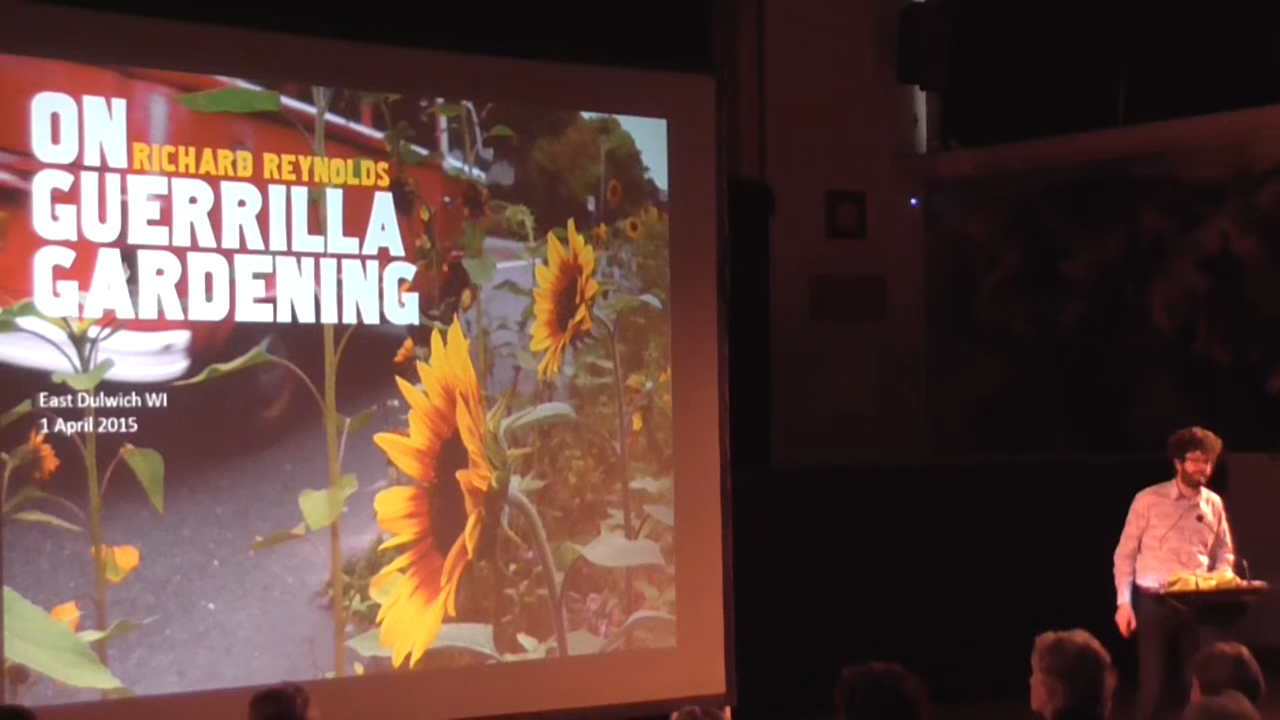 ON
RICHARD REYNOLDS
GUERRILLA
GARDENING
East Dulwich WI
1 April 2015